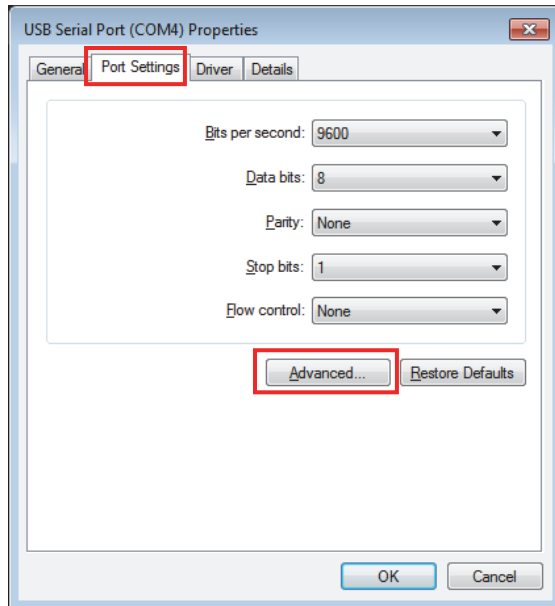 USB Serial Port (COM4) Properties
General Port Settings Driver Details
Bits per second: 9600
Data bits: 8
Parity: None
Stop bits: 1
Flow control: None
Advanced... Restore Defaults
OK Cancel